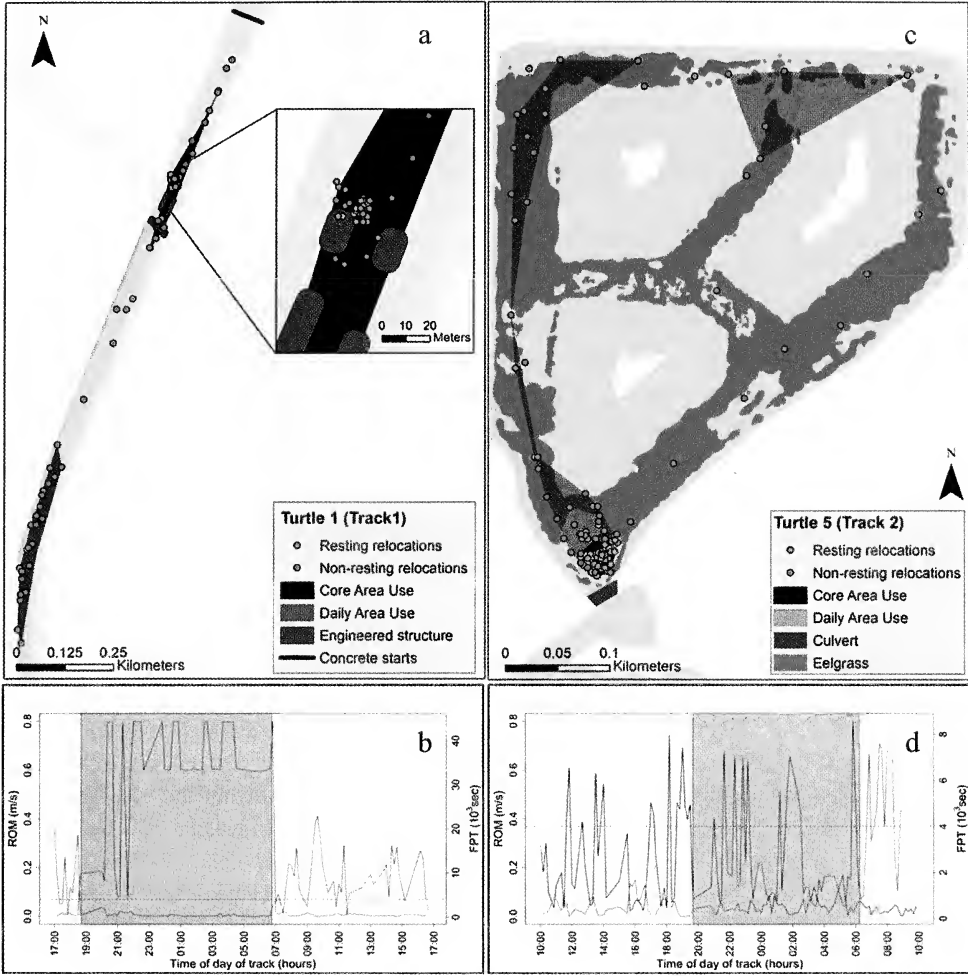 N
a
0 10 20
Meters
Turtle 1 (Track1)
Resting relocations
Non-resting relocations
Core Area Use
Daily Area Use
Engineered structure
Concrete starts
0 0.125 0.25
Kilometers
c
N
Turtle 5 (Track 2)
Resting relocations
Non-resting relocations
Core Area Use
Daily Area Use
Culvert
Eelgrass
0 0.05 0.1
Kilometers
b
ROM (m/s)
0.0 0.2 0.4 0.6 0.8
FPT (10³sec)
0 10 20 30 40
17:00 19:00 21:00 23:00 01:00 03:00 05:00 07:00 09:00 11:00 13:00 15:00 17:00
Time of day of track (hours)
d
ROM (m/s)
0.0 0.2 0.4 0.6 0.8
FPT (10³sec)
0 2 4 6 8
10:00 12:00 14:00 16:00 18:00 20:00 22:00 00:00 02:00 04:00 06:00 08:00 10:00
Time of day of track (hours)